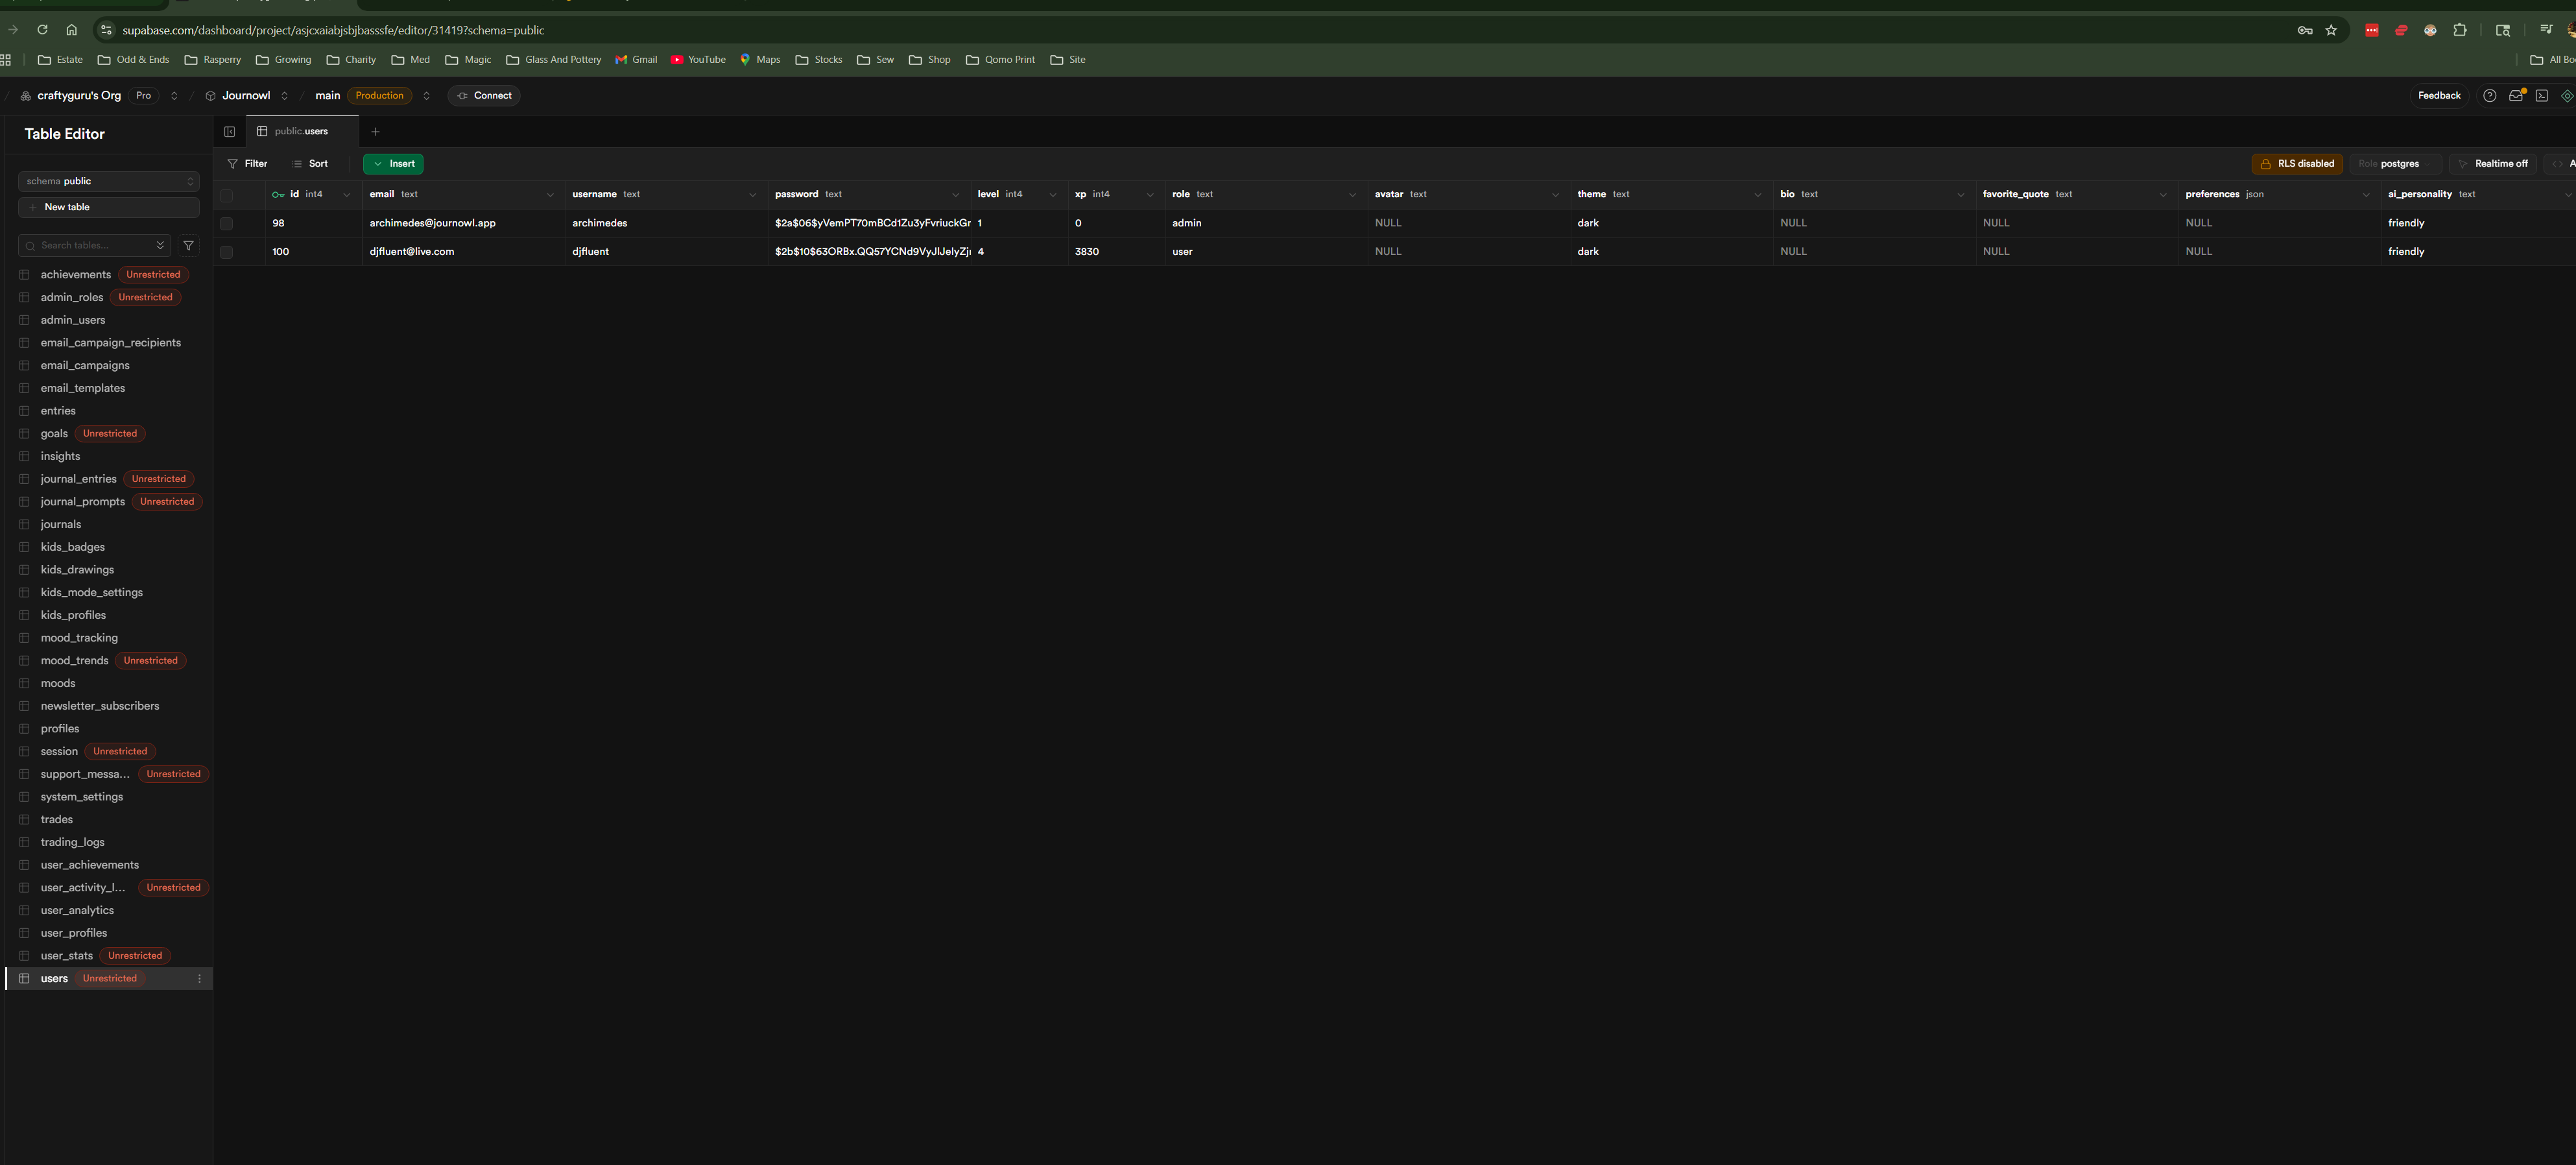 supabase.com/dashboard/project/asjcxaiabjsbjbasssfe/editor/31419?schema=public
Estate Odd & Ends Rasperry Growing Charity Med Magic Glass And Pottery Gmail YouTube Maps Stocks Sew Shop Qomo Print Site All Bo
craftyguru's Org Pro Journowl main Production Connect Feedback
Table Editor
public.users
Filter Sort Insert RLS disabled Role postgres Realtime off
schema public
New table
Search tables...
id int4 email text username text password text level int4 xp int4 role text avatar text theme text bio text favorite_quote text preferences json ai_personality text
98 archimedes@journowl.app archimedes $2a$06$yVemPT70mBCd1Zu3yFvriuckGr 1 0 admin NULL dark NULL NULL NULL friendly
100 djfluent@live.com djfluent $2b$10$63ORBx.QQ57YCNd9VyJIJelyZj 4 3830 user NULL dark NULL NULL NULL friendly
achievements Unrestricted
admin_roles Unrestricted
admin_users
email_campaign_recipients
email_campaigns
email_templates
entries
goals Unrestricted
insights
journal_entries Unrestricted
journal_prompts Unrestricted
journals
kids_badges
kids_drawings
kids_mode_settings
kids_profiles
mood_tracking
mood_trends Unrestricted
moods
newsletter_subscribers
profiles
session Unrestricted
support_messa... Unrestricted
system_settings
trades
trading_logs
user_achievements
user_activity_l... Unrestricted
user_analytics
user_profiles
user_stats Unrestricted
users Unrestricted